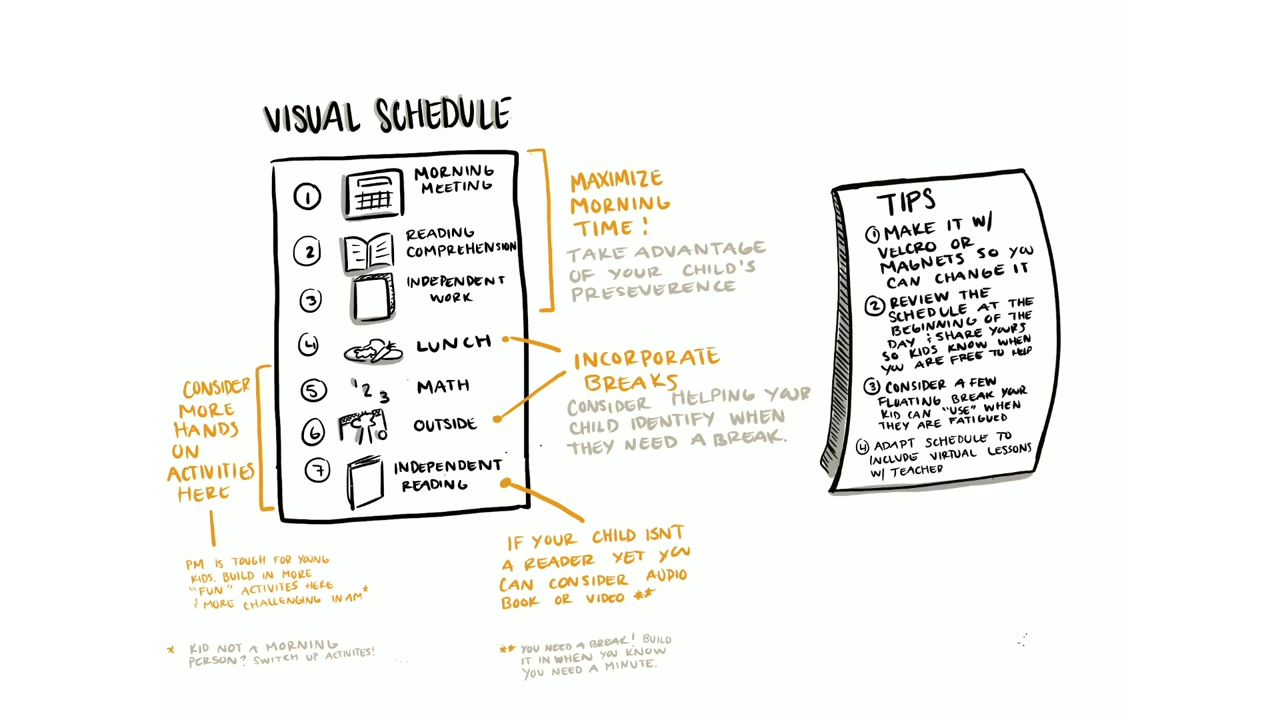 VISUAL SCHEDULE
1
MORNING
MEETING
2
READING
COMPREHENSION
3
INDEPENDENT
WORK
4
LUNCH
5
1 2 3
MATH
6
OUTSIDE
7
INDEPENDENT
READING
MAXIMIZE
MORNING
TIME!
TAKE ADVANTAGE
OF YOUR CHILD'S
PRESEVERENCE
INCORPORATE
BREAKS
CONSIDER HELPING YOUR
CHILD IDENTIFY WHEN
THEY NEED A BREAK.
CONSIDER
MORE
HANDS
ON
ACTIVITIES
HERE
PM IS TOUGH FOR YOUNG
KIDS. BUILD IN MORE
"FUN" ACTIVITES HERE
& MORE CHALLENGING IN AM*
* KID NOT A MORNING
PERSON? SWITCH UP ACTIVITES!
IF YOUR CHILD ISNT
A READER YET YOU
CAN CONSIDER AUDIO
BOOK OR VIDEO **
** YOU NEED A BREAK! BUILD
IT IN WHEN YOU KNOW
YOU NEED A MINUTE.
TIPS
1 MAKE IT W/
VELCRO OR
MAGNETS SO YOU
CAN CHANGE IT
2 REVIEW THE
SCHEDULE AT THE
BEGINNING OF THE
DAY & SHARE YOURS
SO KIDS KNOW WHEN
YOU ARE FREE TO HELP
3 CONSIDER A FEW
FLOATING BREAK YOUR
KID CAN "USE" WHEN
THEY ARE FATIGUED
4 ADAPT SCHEDULE TO
INCLUDE VIRTUAL LESSONS
W/ TEACHER